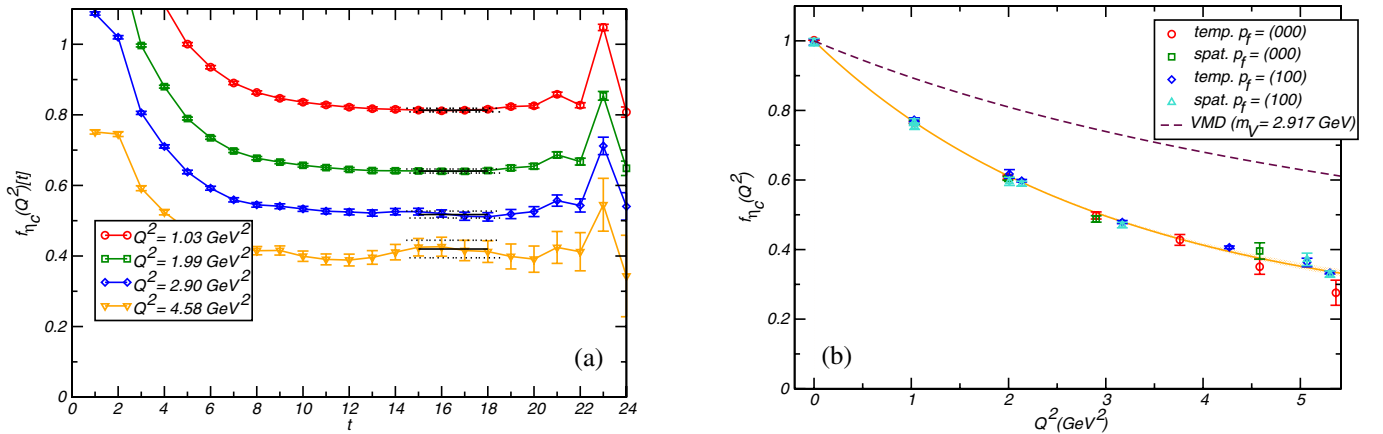 f_ηc(Q²)[t]
1
0.8
0.6
0.4
0.2
0
0 2 4 6 8 10 12 14 16 18 20 22 24
t
Q² = 1.03 GeV²
Q² = 1.99 GeV²
Q² = 2.90 GeV²
Q² = 4.58 GeV²
(a)
f_ηc(Q²)
1.0
0.8
0.6
0.4
0.2
0
0 1 2 3 4 5
Q²(GeV²)
temp. p_f = (000)
spat. p_f = (000)
temp. p_f = (100)
spat. p_f = (100)
VMD (m_V = 2.917 GeV)
(b)